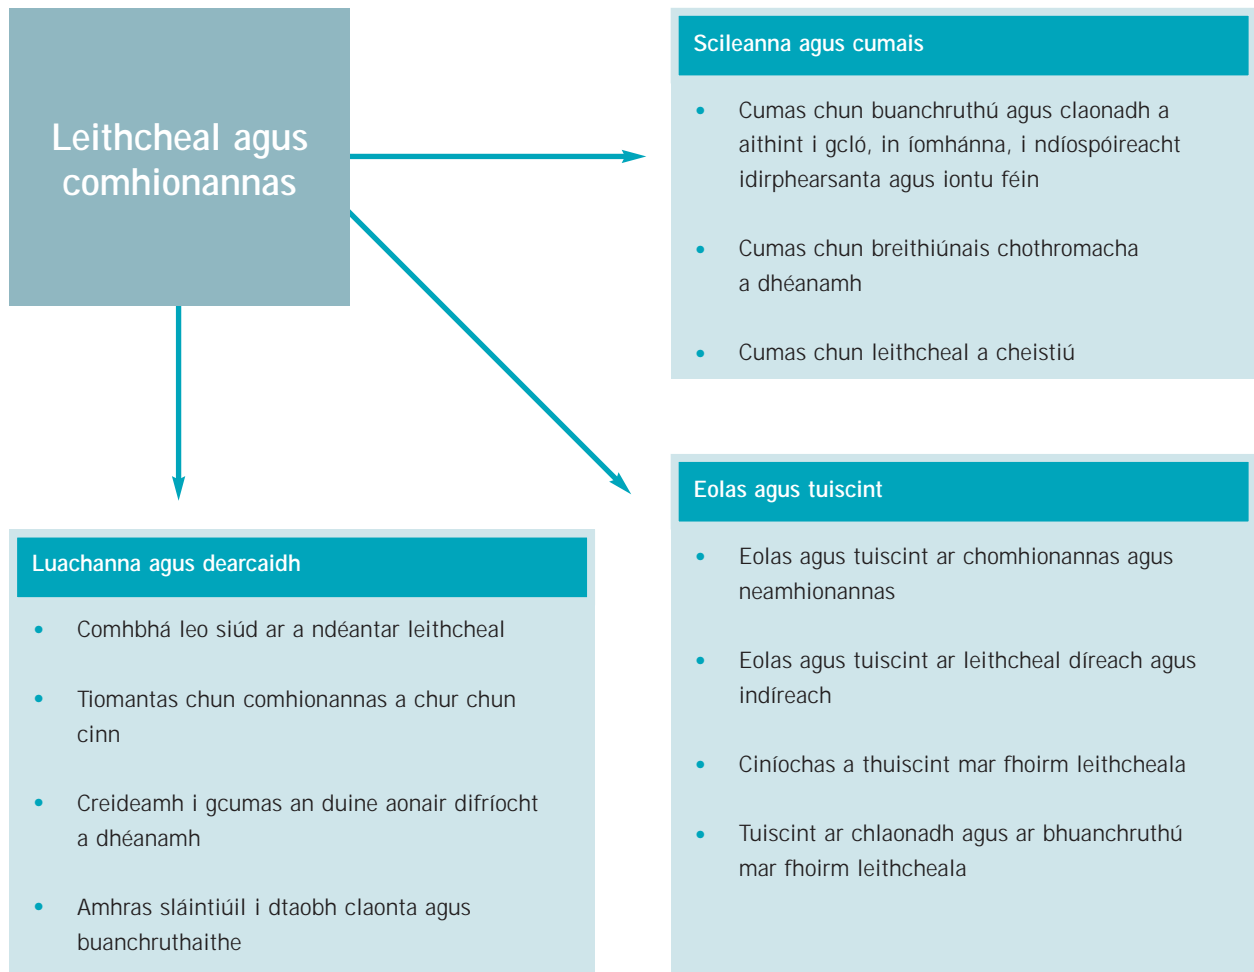 Leithcheal agus
comhionannas
Scileanna agus cumais
• Cumas chun buanchruthú agus claonadh a
aithint i gcló, in íomhánna, i ndíospóireacht
idirphearsanta agus iontu féin
• Cumas chun breithiúnais chothromacha
a dhéanamh
• Cumas chun leithcheal a cheistiú
Luachanna agus dearcaidh
• Comhbhá leo siúd ar a ndéantar leithcheal
• Tiomantas chun comhionannas a chur chun
cinn
• Creideamh i gcumas an duine aonair difríocht
a dhéanamh
• Amhras sláintiúil i dtaobh claonta agus
buanchruthaithe
Eolas agus tuiscint
• Eolas agus tuiscint ar chomhionannas agus
neamhionannas
• Eolas agus tuiscint ar leithcheal díreach agus
indíreach
• Ciníochas a thuiscint mar fhoirm leithcheala
• Tuiscint ar chlaonadh agus ar bhuanchruthú
mar fhoirm leithcheala